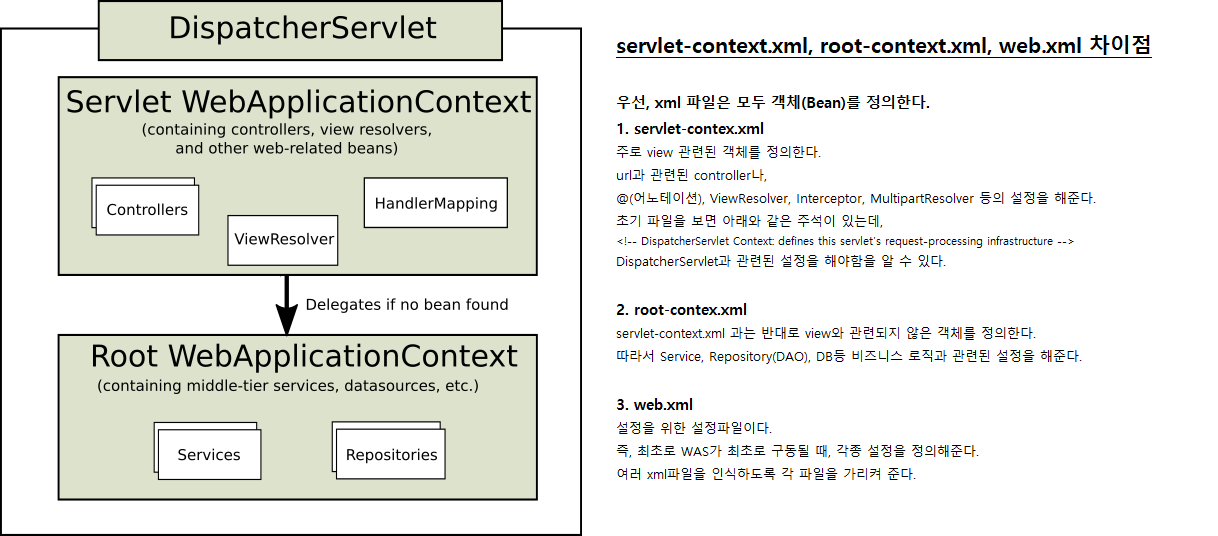 DispatcherServlet
Servlet WebApplicationContext
(containing controllers, view resolvers,
and other web-related beans)
Controllers
HandlerMapping
ViewResolver
Delegates if no bean found
Root WebApplicationContext
(containing middle-tier services, datasources, etc.)
Services
Repositories
servlet-context.xml, root-context.xml, web.xml 차이점
우선, xml 파일은 모두 객체(Bean)를 정의한다.
1. servlet-contex.xml
주로 view 관련된 객체를 정의한다.
url과 관련된 controller나,
@(어노테이션), ViewResolver, Interceptor, MultipartResolver 등의 설정을 해준다.
초기 파일을 보면 아래와 같은 주석이 있는데,
<!-- DispatcherServlet Context: defines this servlet's request-processing infrastructure -->
DispatcherServlet과 관련된 설정을 해야함을 알 수 있다.
2. root-contex.xml
servlet-context.xml 과는 반대로 view와 관련되지 않은 객체를 정의한다.
따라서 Service, Repository(DAO), DB등 비즈니스 로직과 관련된 설정을 해준다.
3. web.xml
설정을 위한 설정파일이다.
즉, 최초로 WAS가 최초로 구동될 때, 각종 설정을 정의해준다.
여러 xml파일을 인식하도록 각 파일을 가리켜 준다.